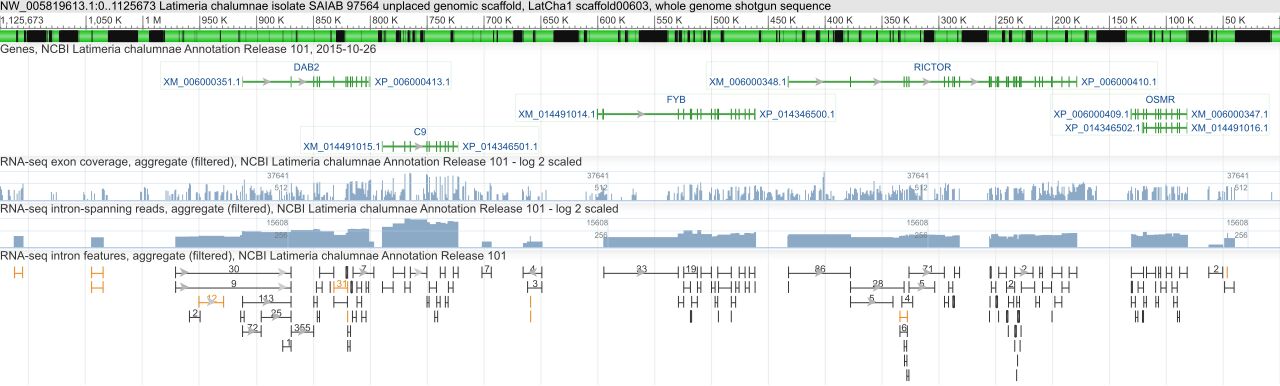 NW_005819613.1:0..1125673 Latimeria chalumnae isolate SAIAB 97564 unplaced genomic scaffold, LatCha1 scaffold00603, whole genome shotgun sequence
1,125,673 1,050 K 1 M 950 K 900 K 850 K 800 K 750 K 700 K 650 K 600 K 550 K 500 K 450 K 400 K 350 K 300 K 250 K 200 K 150 K 100 K 50 K 1
Genes, NCBI Latimeria chalumnae Annotation Release 101, 2015-10-26
DAB2 RICTOR
XM_006000351.1 XP_006000413.1 XM_006000348.1 XP_006000410.1
FYB OSMR
XM_014491014.1 XP_014346500.1 XP_006000409.1 XM_006000347.1
C9 XP_014346502.1 XM_014491016.1
XM_014491015.1 XP_014346501.1
RNA-seq exon coverage, aggregate (filtered), NCBI Latimeria chalumnae Annotation Release 101 - log 2 scaled
37641 37641 37641 37641
512 512 512 512
RNA-seq intron-spanning reads, aggregate (filtered), NCBI Latimeria chalumnae Annotation Release 101 - log 2 scaled
15608 15608 15608 15608
256 256 256 256
RNA-seq intron features, aggregate (filtered), NCBI Latimeria chalumnae Annotation Release 101
30 7 7 4 33 19 86 71 2 2
9 31 3 28 5 2
12 113 5 4
2 25
72 355 6
1